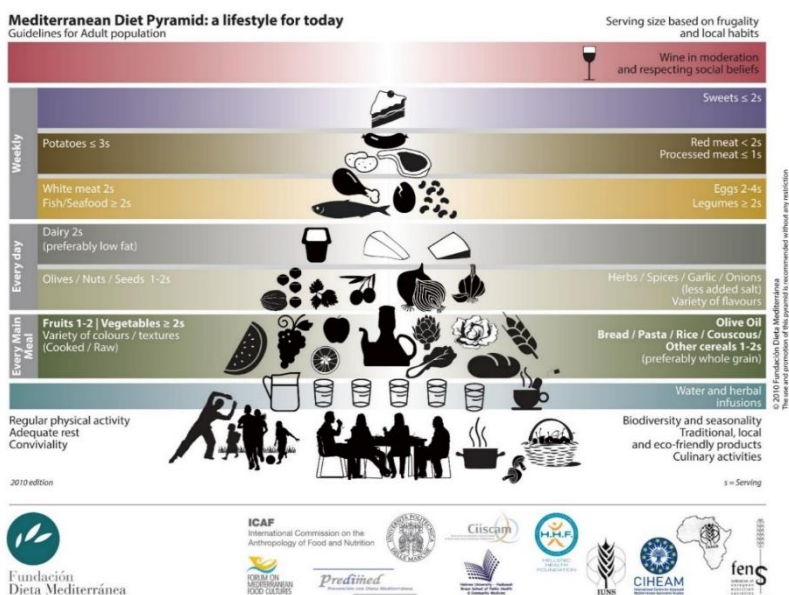 Mediterranean Diet Pyramid: a lifestyle for today
Guidelines for Adult population
Serving size based on frugality
and local habits
Wine in moderation
and respecting social beliefs
Weekly
Sweets ≤ 2s
Potatoes ≤ 3s
Red meat < 2s
Processed meat ≤ 1s
White meat 2s
Fish/Seafood ≥ 2s
Eggs 2-4s
Legumes ≥ 2s
Every day
Dairy 2s
(preferably low fat)
Olives / Nuts / Seeds 1-2s
Herbs / Spices / Garlic / Onions
(less added salt)
Variety of flavours
Every Main
Meal
Fruits 1-2 | Vegetables ≥ 2s
Variety of colours / textures
(Cooked / Raw)
Olive Oil
Bread / Pasta / Rice / Couscous/
Other cereals 1-2s
(preferably whole grain)
Water and herbal
infusions
Regular physical activity
Adequate rest
Conviviality
Biodiversity and seasonality
Traditional, local
and eco-friendly products
Culinary activities
2010 edition
s = Serving
© 2010 Fundación Dieta Mediterránea
The use and promotion of this pyramid is recommended without any restriction
Fundación
Dieta Mediterránea
ICAF
International Commission on the
Anthropology of Food and Nutrition
FORUM ON
MEDITERRANEAN
FOOD CULTURES
Predimed
Ciiscam
H.H.F.
HELLENIC
HEALTH
FOUNDATION
IUNS
CIHEAM
fens